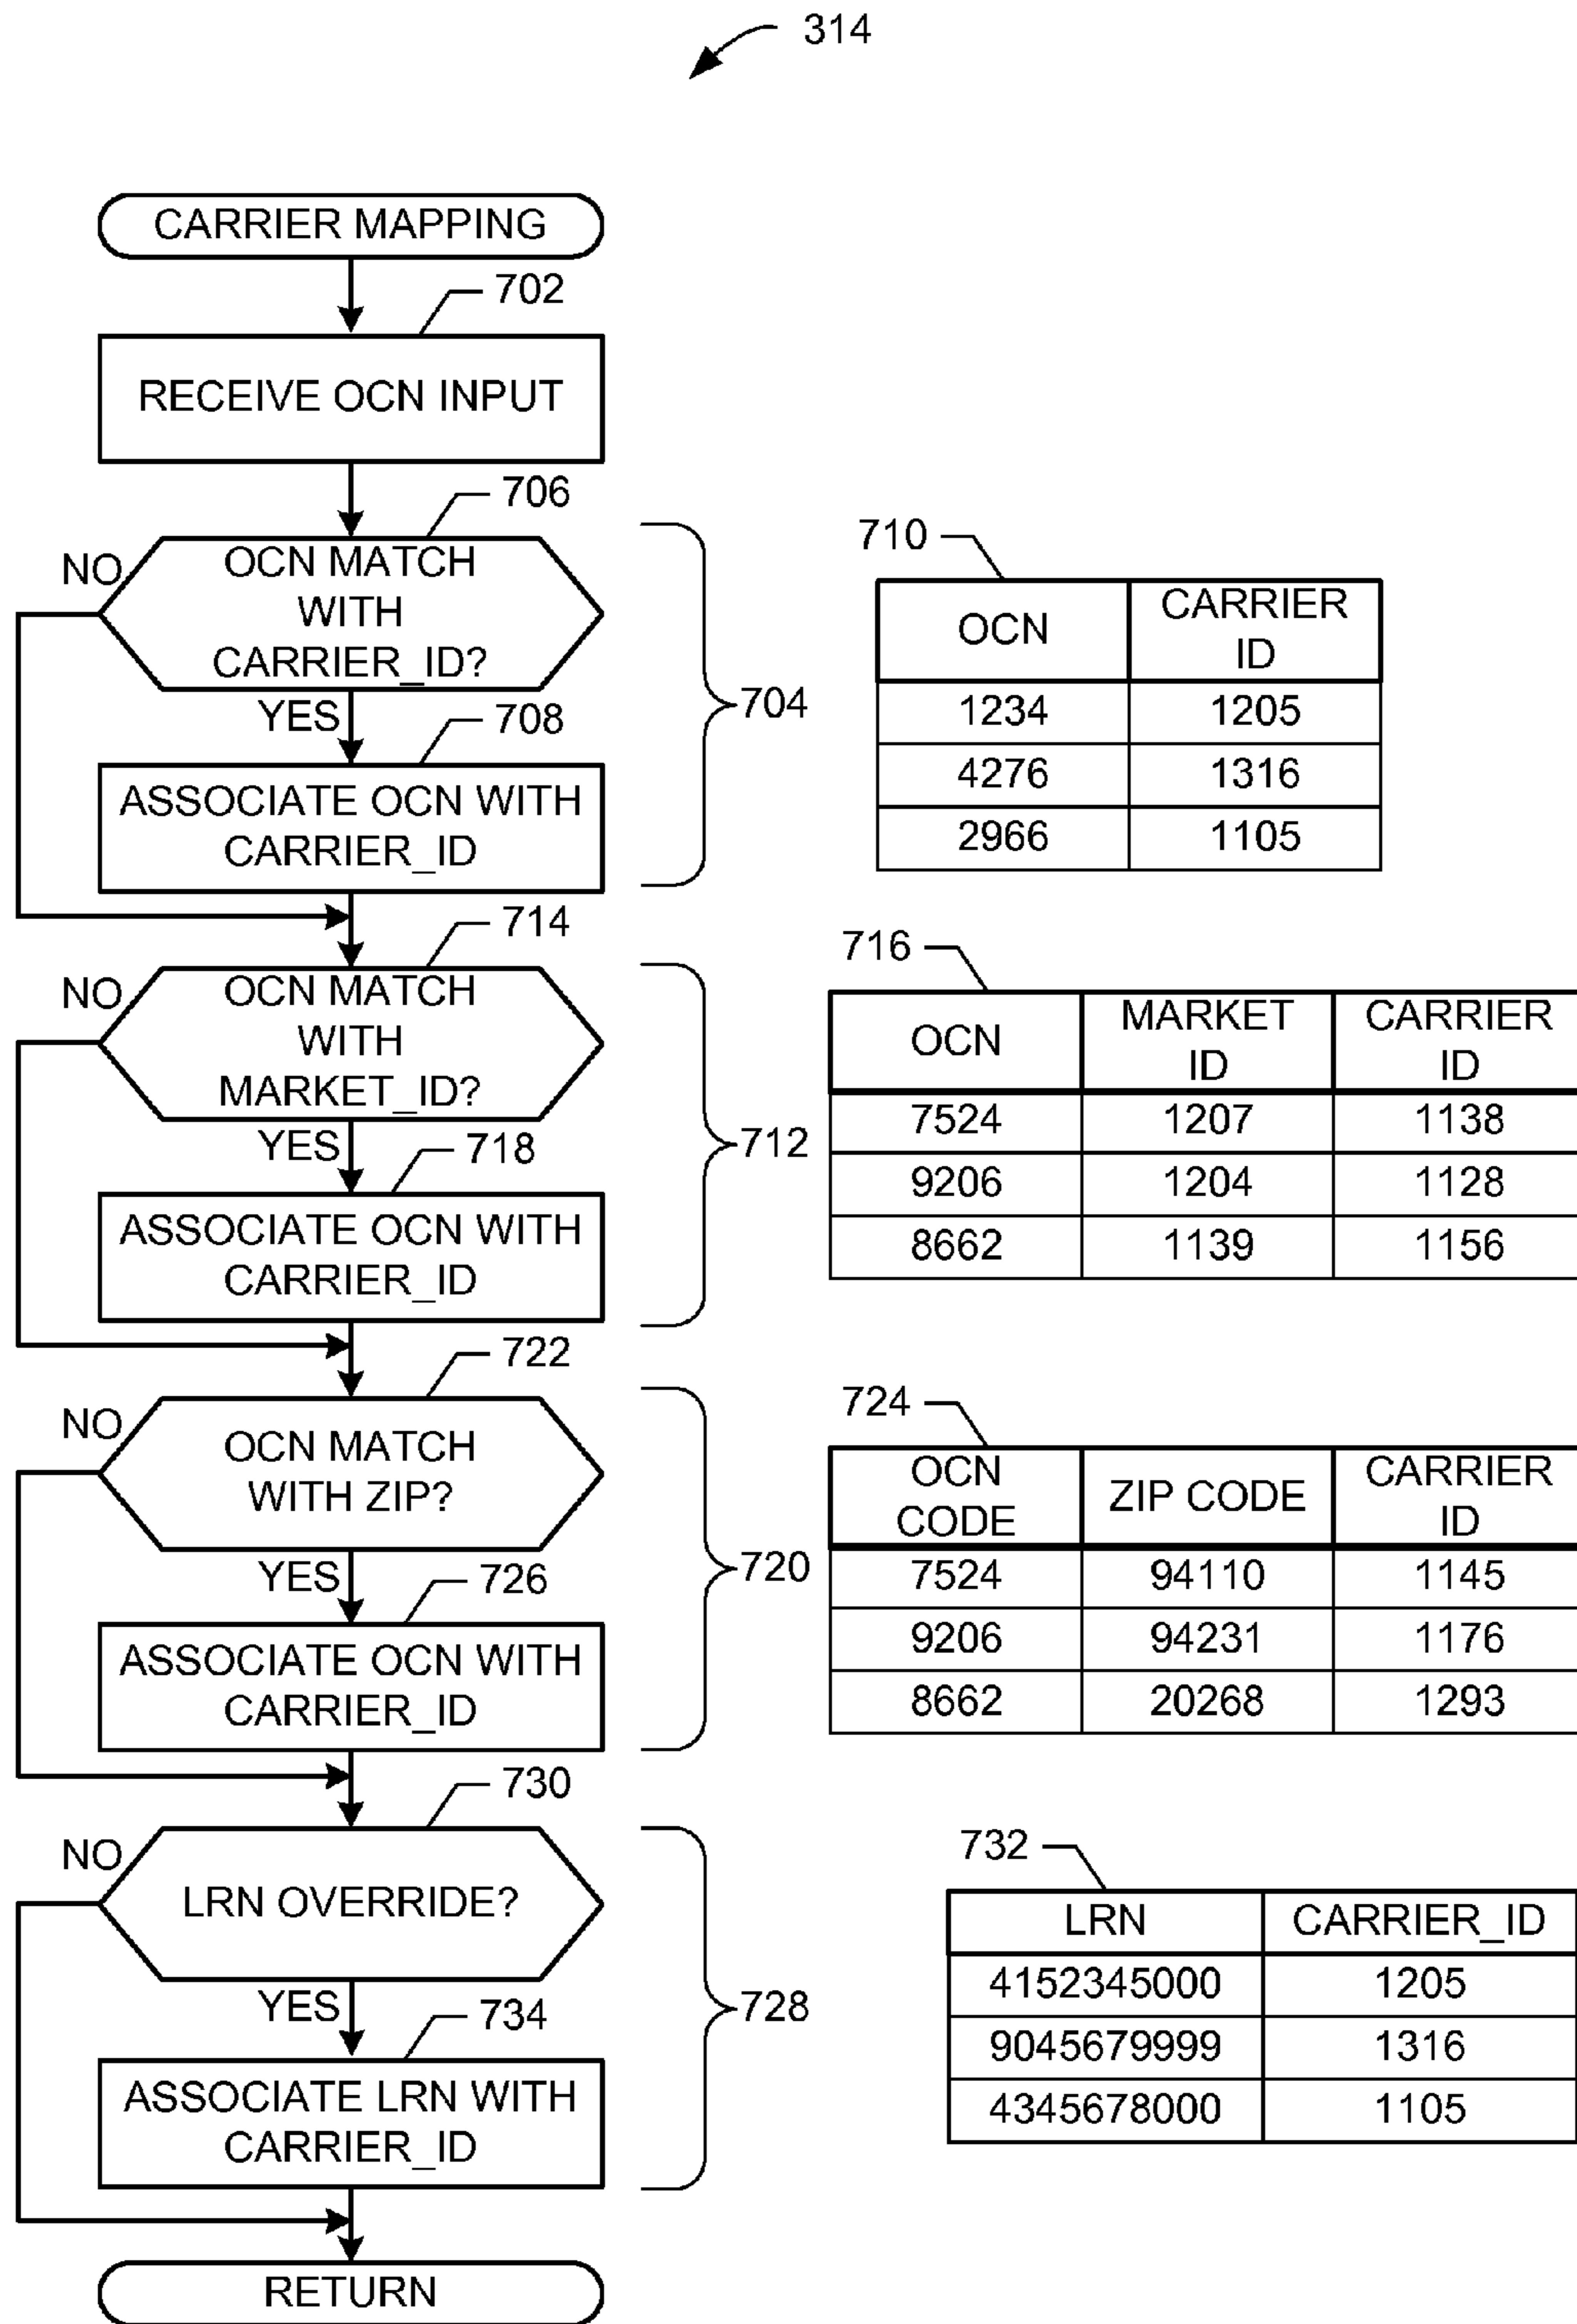 314
CARRIER MAPPING
702
RECEIVE OCN INPUT
706
NO
OCN MATCH
WITH
CARRIER_ID?
YES
708
ASSOCIATE OCN WITH
CARRIER_ID
704
710
OCN CARRIER ID
1234 1205
4276 1316
2966 1105
714
NO
OCN MATCH
WITH
MARKET_ID?
YES
718
ASSOCIATE OCN WITH
CARRIER_ID
712
716
OCN MARKET ID CARRIER ID
7524 1207 1138
9206 1204 1128
8662 1139 1156
722
NO
OCN MATCH
WITH ZIP?
YES
726
ASSOCIATE OCN WITH
CARRIER_ID
720
724
OCN CODE ZIP CODE CARRIER ID
7524 94110 1145
9206 94231 1176
8662 20268 1293
730
NO
LRN OVERRIDE?
YES
734
ASSOCIATE LRN WITH
CARRIER_ID
728
732
LRN CARRIER_ID
4152345000 1205
9045679999 1316
4345678000 1105
RETURN